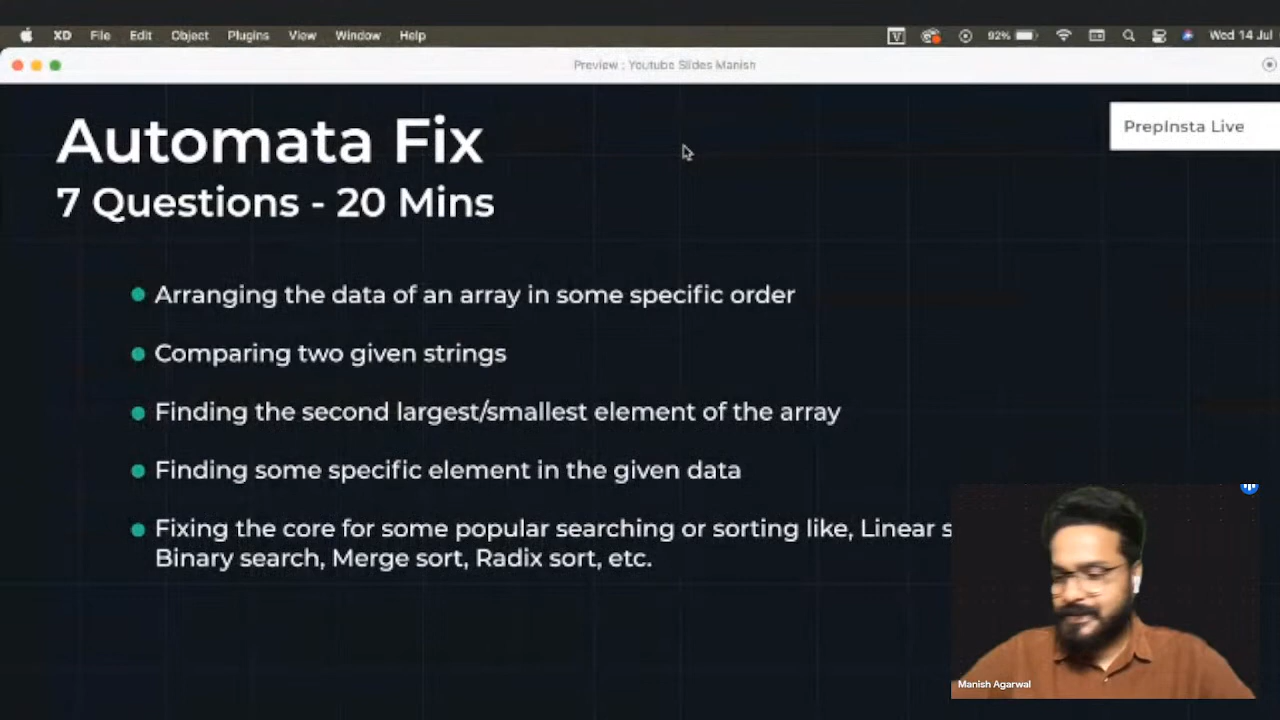 XD File Edit Object Plugins View Window Help 92% Wed 14 Jul
Preview : Youtube Slides Manish
Automata Fix
PrepInsta Live
7 Questions - 20 Mins
Arranging the data of an array in some specific order
Comparing two given strings
Finding the second largest/smallest element of the array
Finding some specific element in the given data
Fixing the core for some popular searching or sorting like, Linear s
Binary search, Merge sort, Radix sort, etc.
Manish Agarwal